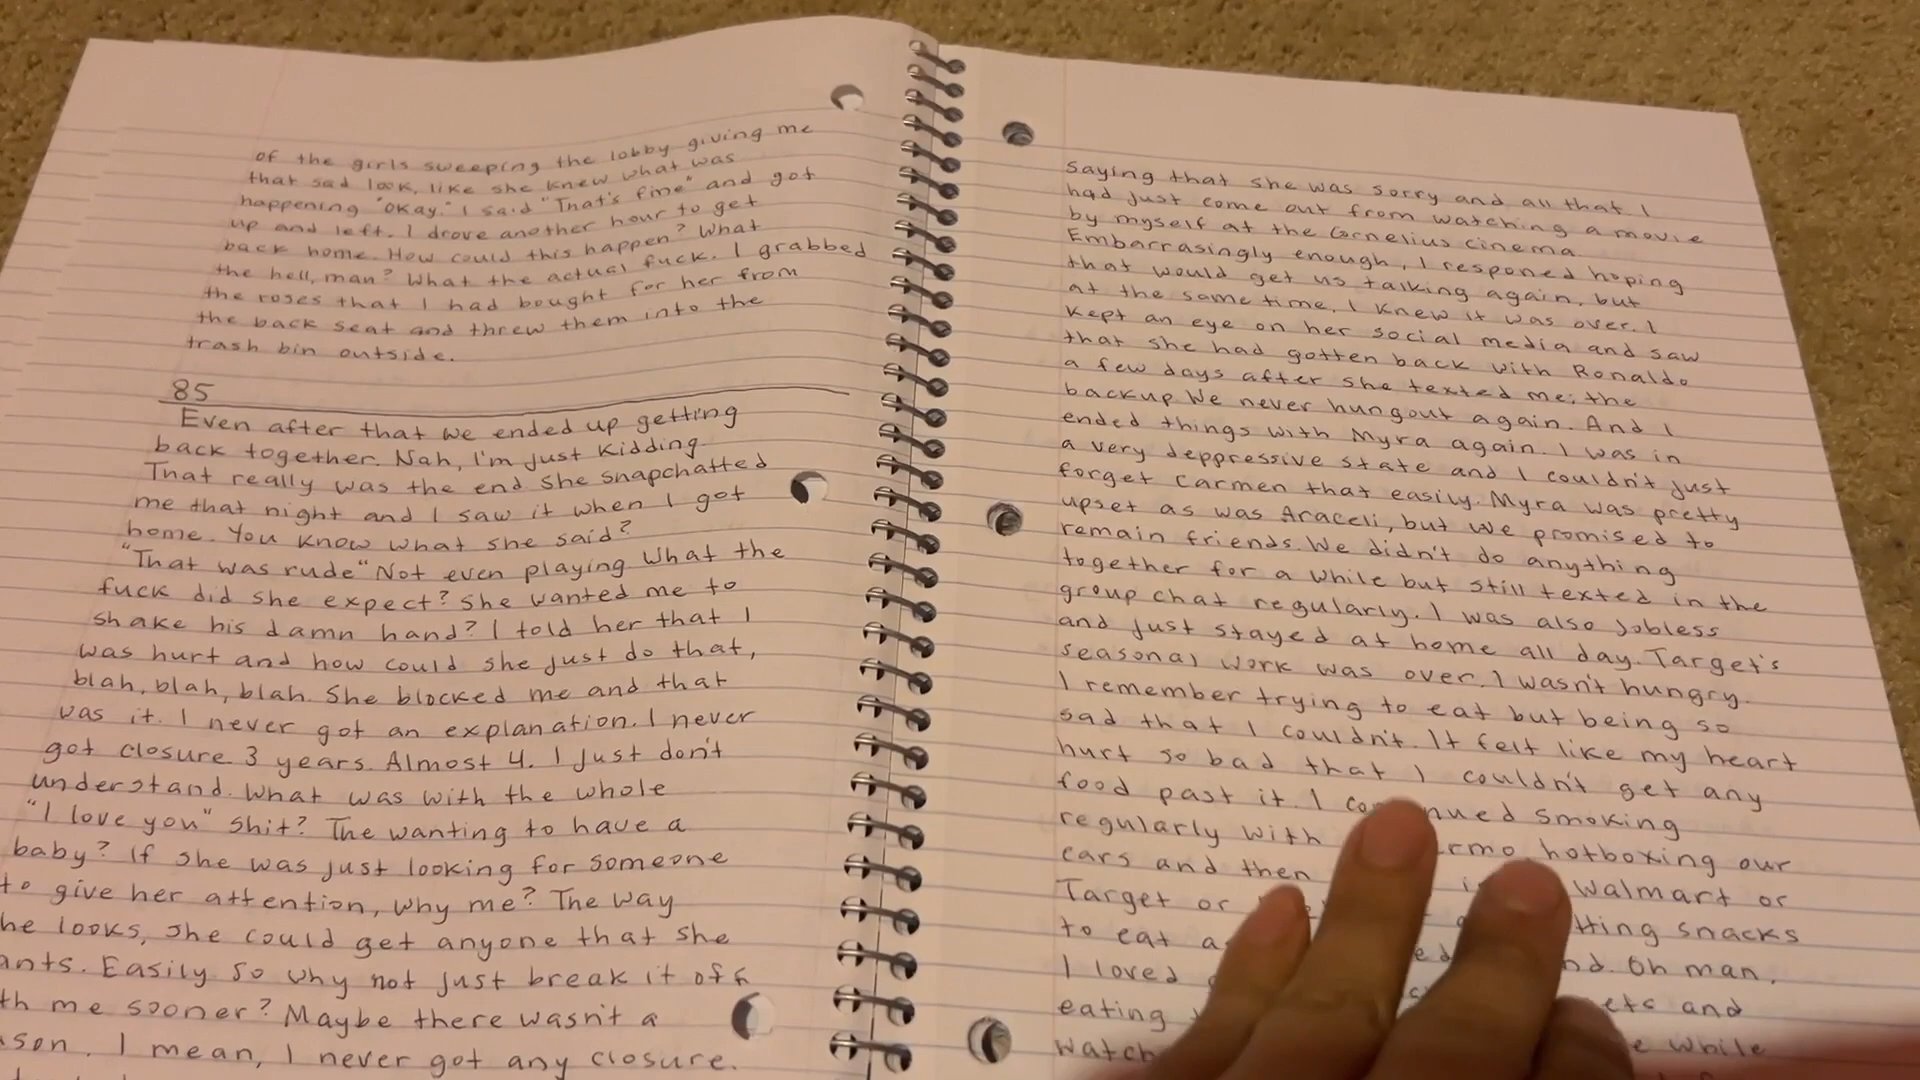 of the girls sweeping the lobby giving me
that sad look, like she knew what was
happening "Okay." I said "That's fine" and got
up and left. I drove another hour to get
back home. How could this happen? What
the hell, man? What the actual fuck. I grabbed
the roses that I had bought for her from
the back seat and threw them into the
trash bin outside.
85
Even after that we ended up getting
back together. Nah, I'm just kidding.
That really was the end. She snapchatted
me that night and I saw it when I got
home. You know what she said?
"That was rude" Not even playing. What the
fuck did she expect? She wanted me to
shake his damn hand? I told her that I
was hurt and how could she just do that,
blah, blah, blah. She blocked me and that
was it. I never got an explanation. I never
got closure. 3 years. Almost 4. I just don't
understand. What was with the whole
"I love you" shit? The wanting to have a
baby? If she was just looking for someone
to give her attention, why me? The way
he looks, she could get anyone that she
ants. Easily. So why not just break it off
th me sooner? Maybe there wasn't a
ason. I mean, I never got any closure.
Saying that she was sorry and all that. I
had just come out from watching a movie
by myself at the Cornelius cinema
Embarrasingly enough, I responed hoping
that would get us talking again, but
at the same time, I knew it was over. I
kept an eye on her social media and saw
that she had gotten back with Ronaldo
a few days after she texted me; the
backup. We never hungout again. And I
ended things with Myra again. I was in
a very deppressive state and I couldn't just
forget Carmen that easily. Myra was pretty
upset as was Araceli, but we promised to
remain friends. We didn't do anything
together for a while but still texted in the
group chat regularly. I was also jobless
and just stayed at home all day. Target's
seasonal work was over. I wasn't hungry.
I remember trying to eat but being so
sad that I couldn't. It felt like my heart
hurt so bad that I couldn't get any
food past it. I continued smoking
regularly with hotboxing our
cars and then Walmart or
Target or tting snacks
to eat nd. Oh man,
I loved ets and
eating while
watch